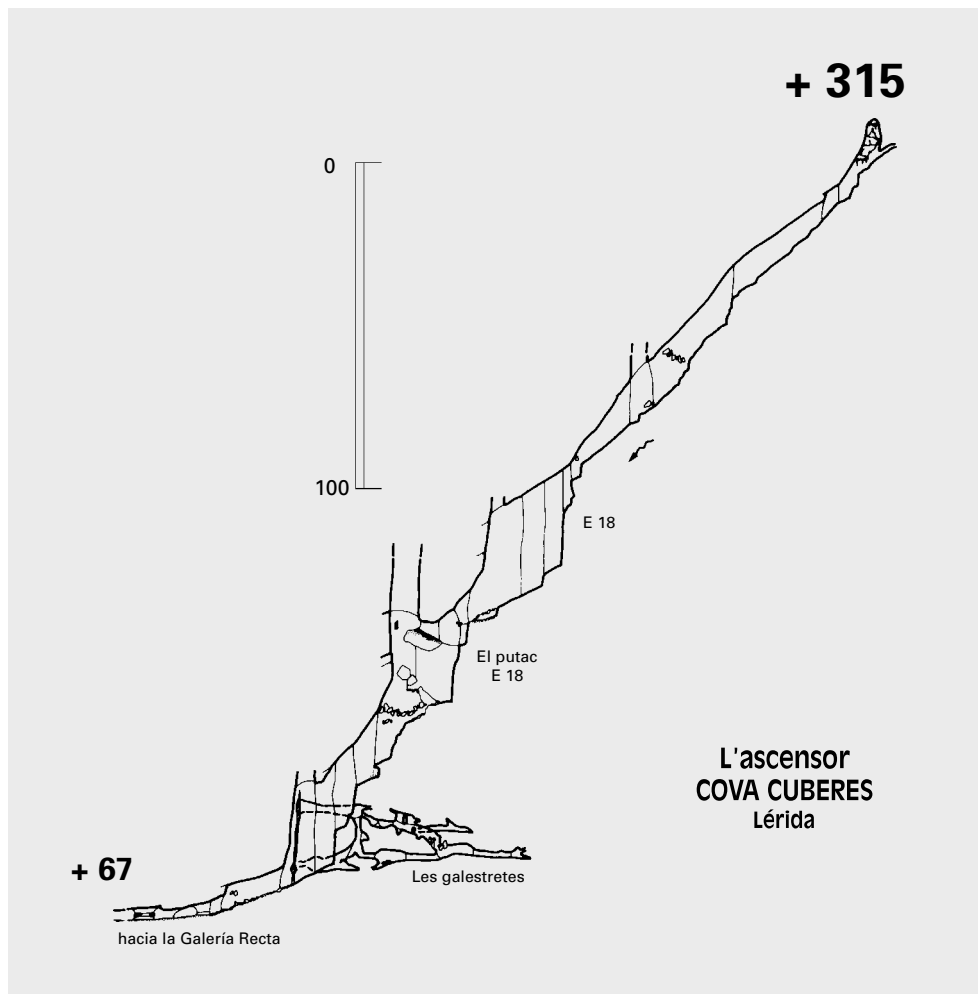 + 315
0
100
E 18
El putac
E 18
L'ascensor
COVA CUBERES
Lérida
+ 67
Les galestretes
hacia la Galería Recta